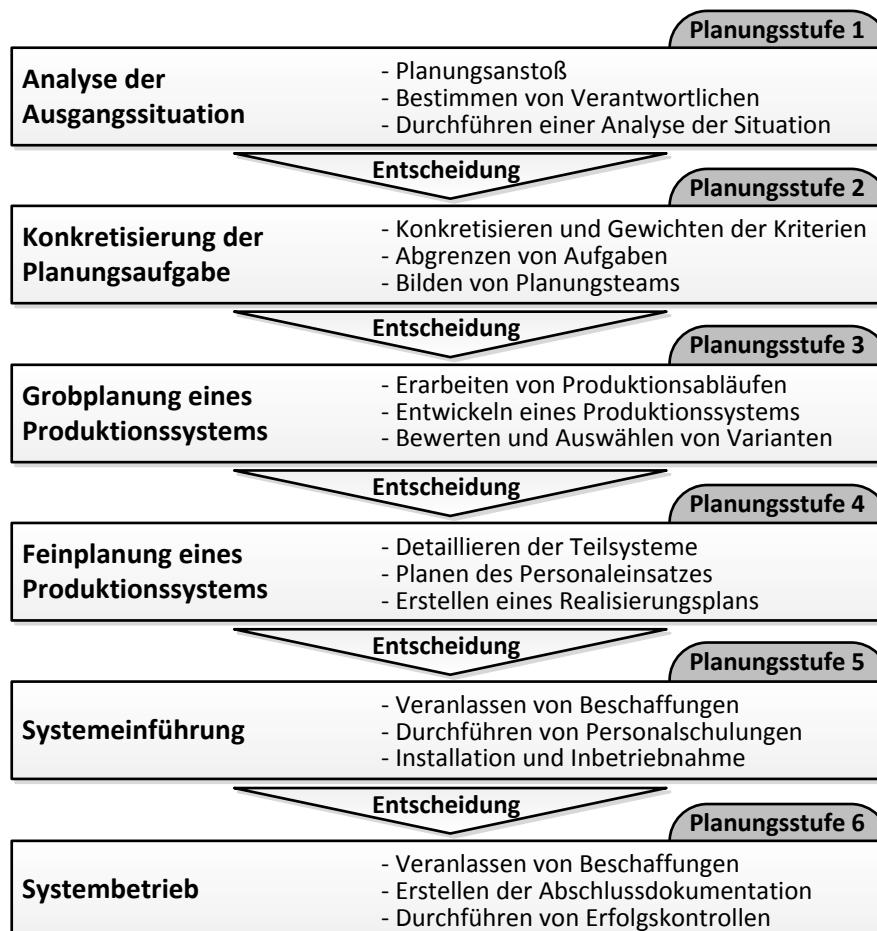 Planungsstufe 1
Analyse der
Ausgangssituation
- Planungsanstoß
- Bestimmen von Verantwortlichen
- Durchführen einer Analyse der Situation
Entscheidung
Planungsstufe 2
Konkretisierung der
Planungsaufgabe
- Konkretisieren und Gewichten der Kriterien
- Abgrenzen von Aufgaben
- Bilden von Planungsteams
Entscheidung
Planungsstufe 3
Grobplanung eines
Produktionssystems
- Erarbeiten von Produktionsabläufen
- Entwickeln eines Produktionssystems
- Bewerten und Auswählen von Varianten
Entscheidung
Planungsstufe 4
Feinplanung eines
Produktionssystems
- Detaillieren der Teilsysteme
- Planen des Personaleinsatzes
- Erstellen eines Realisierungsplans
Entscheidung
Planungsstufe 5
Systemeinführung
- Veranlassen von Beschaffungen
- Durchführen von Personalschulungen
- Installation und Inbetriebnahme
Entscheidung
Planungsstufe 6
Systembetrieb
- Veranlassen von Beschaffungen
- Erstellen der Abschlussdokumentation
- Durchführen von Erfolgskontrollen